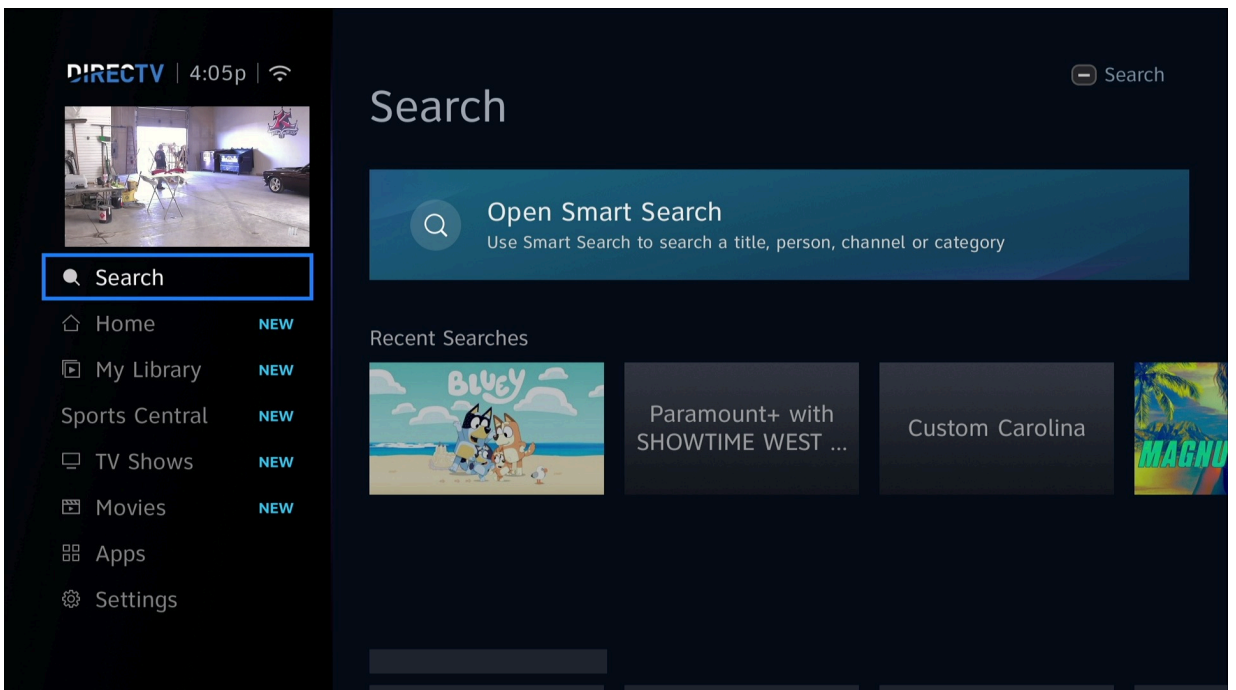 DIRECTV | 4:05p
Search
Search
Open Smart Search
Use Smart Search to search a title, person, channel or category
Search
Home NEW
My Library NEW
Sports Central NEW
TV Shows NEW
Movies NEW
Apps
Settings
Recent Searches
BLUEY
Paramount+ with
SHOWTIME WEST ...
Custom Carolina
MAGNU